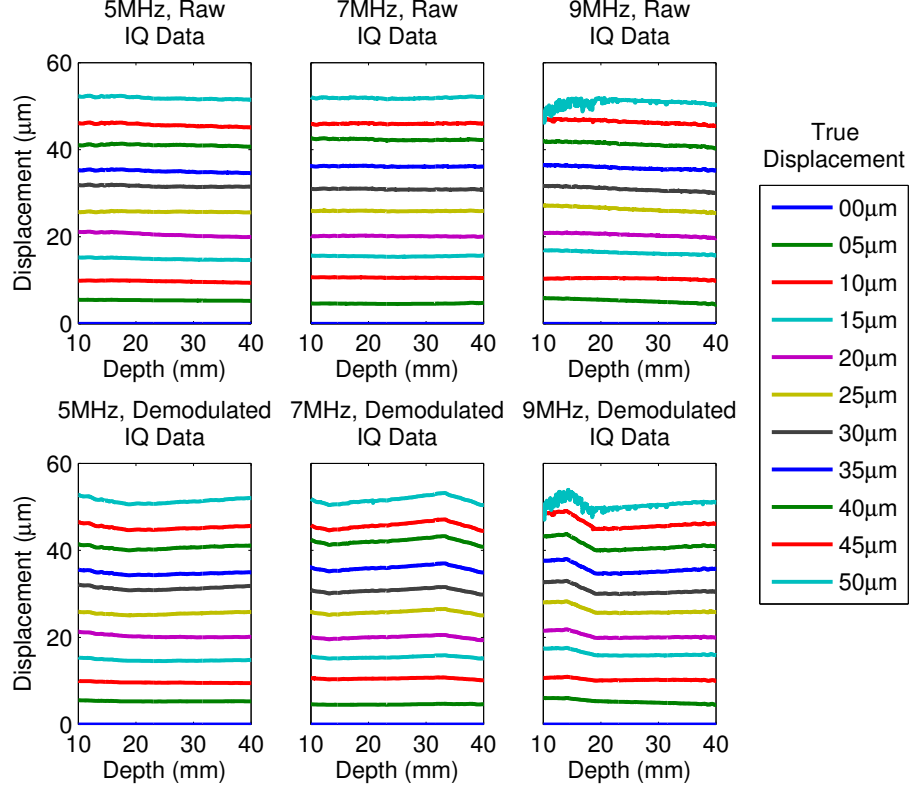 5MHz, Raw
IQ Data
7MHz, Raw
IQ Data
9MHz, Raw
IQ Data
Displacement (μm)
60
40
20
0
10 20 30 40
Depth (mm)
10 20 30 40
Depth (mm)
10 20 30 40
Depth (mm)
5MHz, Demodulated
IQ Data
7MHz, Demodulated
IQ Data
9MHz, Demodulated
IQ Data
Displacement (μm)
60
40
20
0
10 20 30 40
Depth (mm)
10 20 30 40
Depth (mm)
10 20 30 40
Depth (mm)
True
Displacement
00μm
05μm
10μm
15μm
20μm
25μm
30μm
35μm
40μm
45μm
50μm